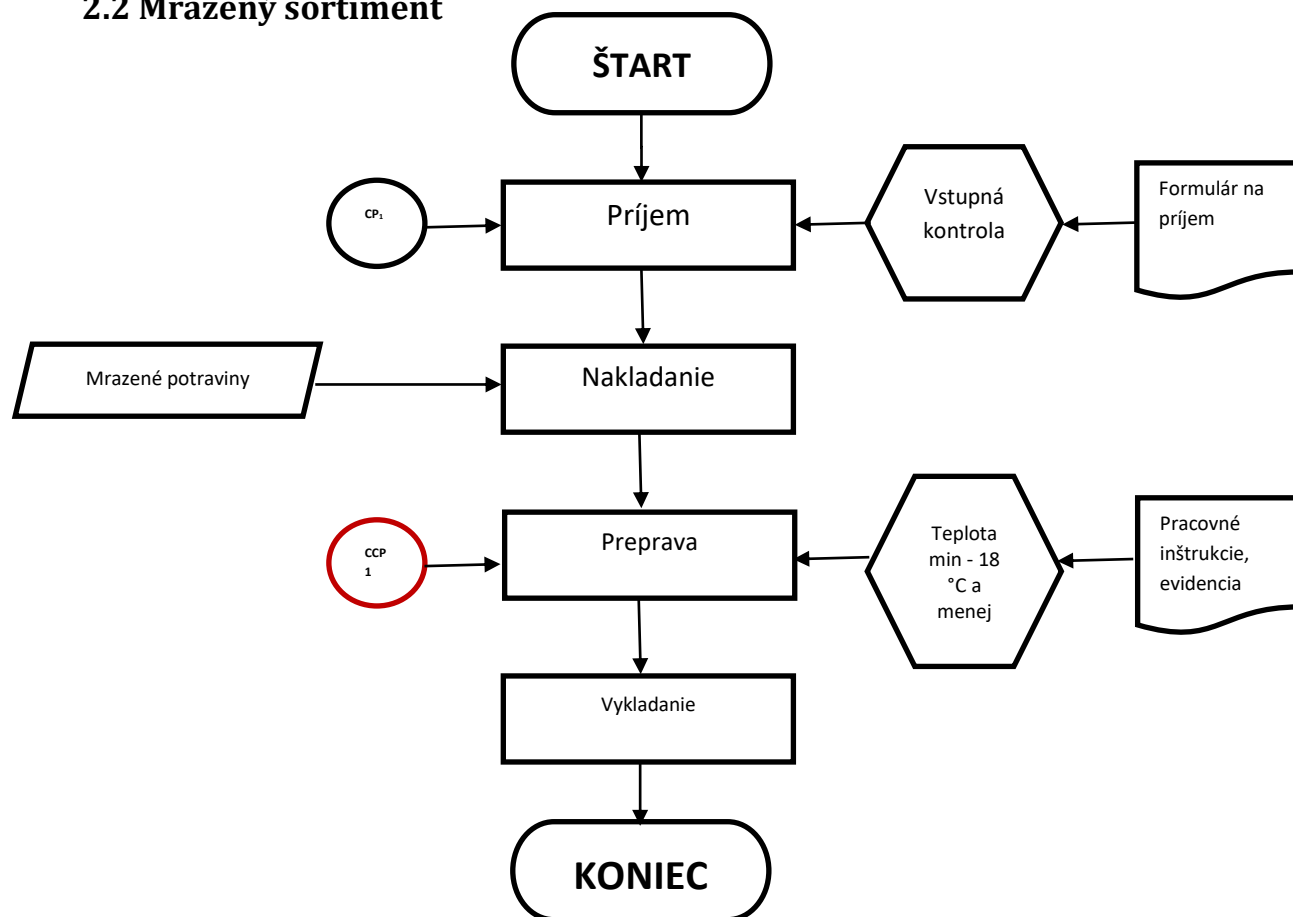 2.2 Mrazený sortiment
ŠTART
CP₁
Príjem
Vstupná
kontrola
Formulár na
príjem
Mrazené potraviny
Nakladanie
CCP
1
Preprava
Teplota
min - 18
°C a
menej
Pracovné
inštrukcie,
evidencia
Vykladanie
KONIEC